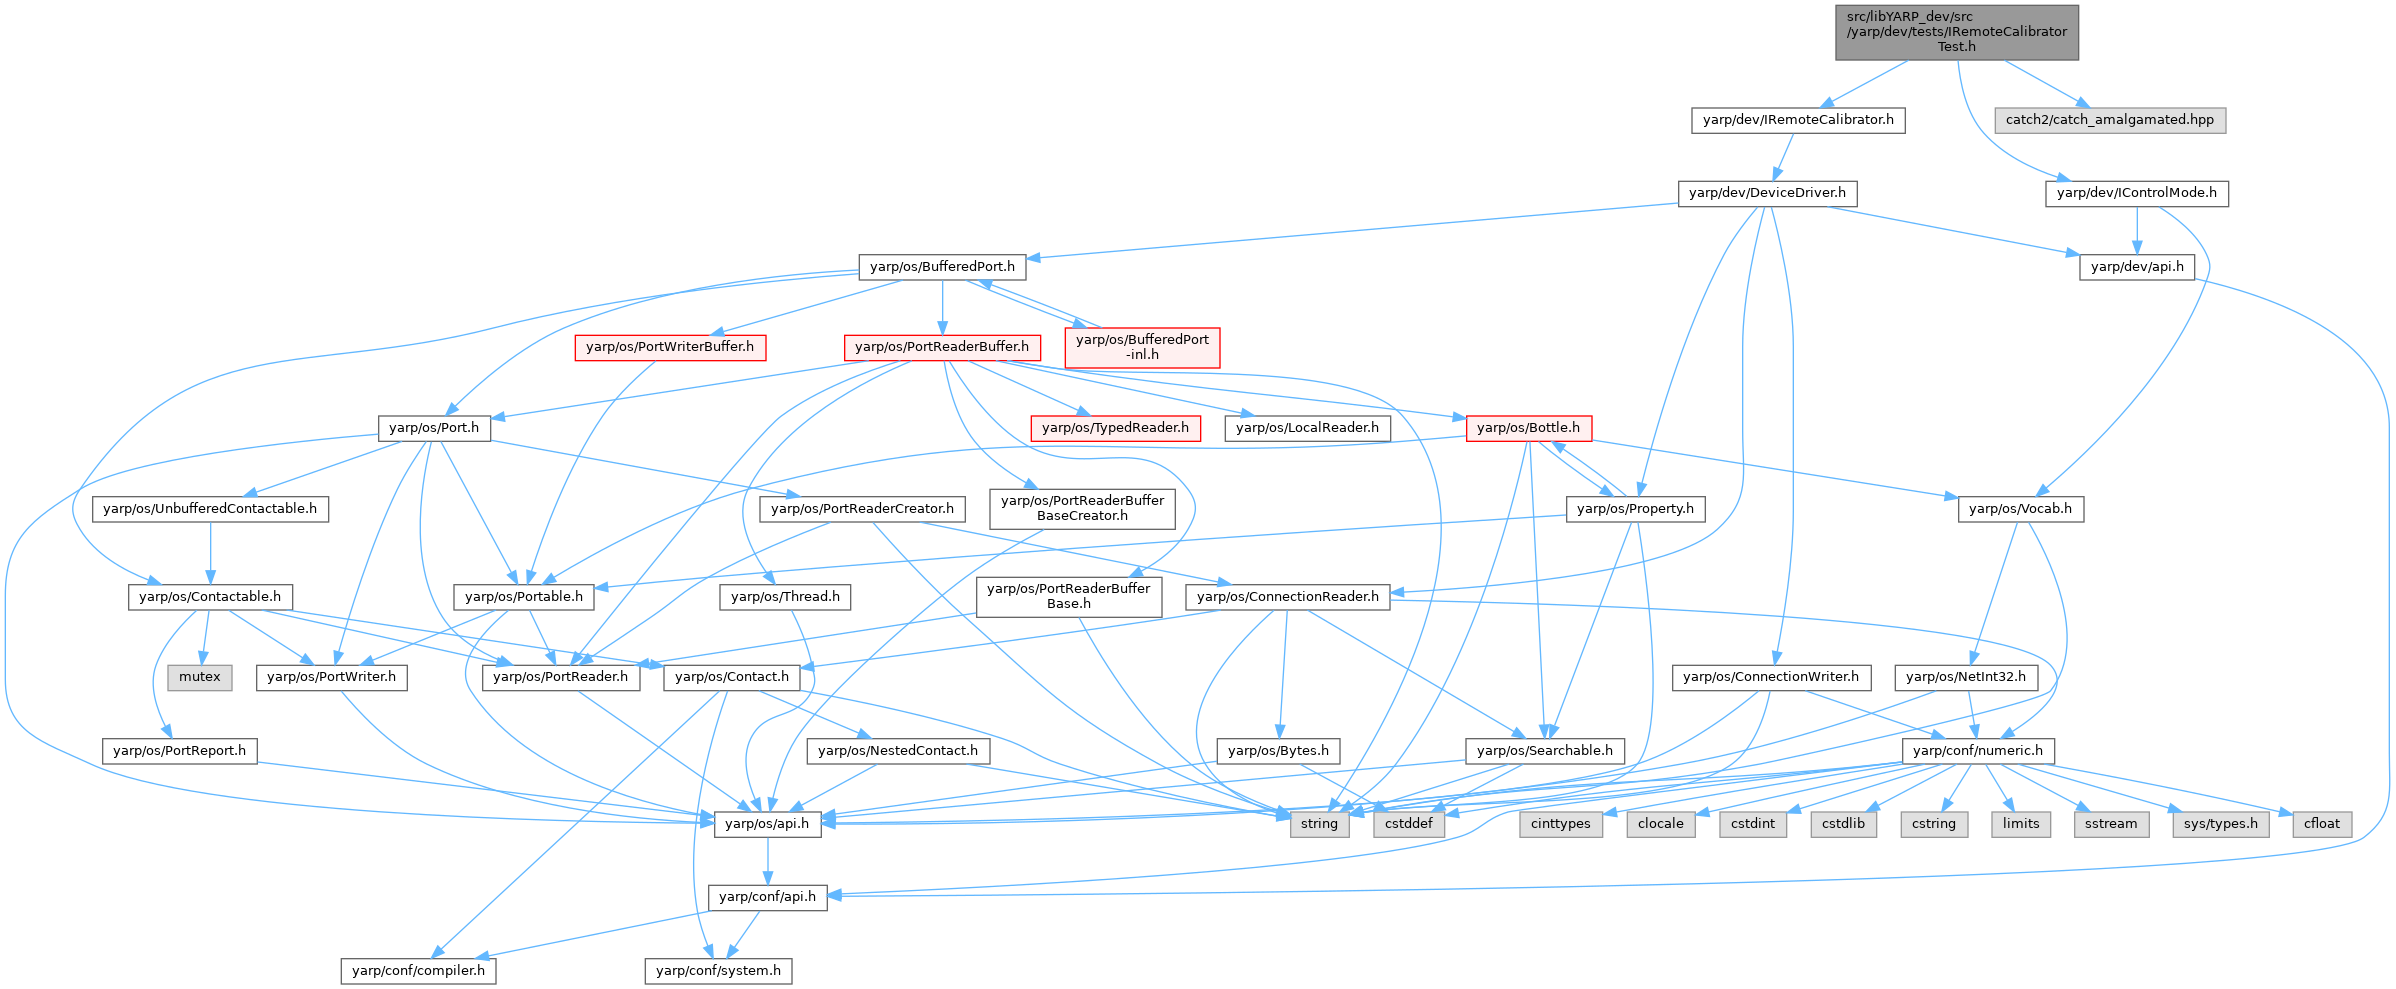 src/libYARP_dev/src
/yarp/dev/tests/IRemoteCalibrator
Test.h
yarp/dev/IRemoteCalibrator.h
catch2/catch_amalgamated.hpp
yarp/dev/DeviceDriver.h
yarp/dev/IControlMode.h
yarp/os/BufferedPort.h
yarp/dev/api.h
yarp/os/PortWriterBuffer.h
yarp/os/PortReaderBuffer.h
yarp/os/BufferedPort
-inl.h
yarp/os/Port.h
yarp/os/TypedReader.h
yarp/os/LocalReader.h
yarp/os/Bottle.h
yarp/os/UnbufferedContactable.h
yarp/os/PortReaderCreator.h
yarp/os/PortReaderBuffer
BaseCreator.h
yarp/os/Property.h
yarp/os/Vocab.h
yarp/os/Contactable.h
yarp/os/Portable.h
yarp/os/Thread.h
yarp/os/PortReaderBuffer
Base.h
yarp/os/ConnectionReader.h
mutex
yarp/os/PortWriter.h
yarp/os/PortReader.h
yarp/os/Contact.h
yarp/os/ConnectionWriter.h
yarp/os/NetInt32.h
yarp/os/PortReport.h
yarp/os/NestedContact.h
yarp/os/Bytes.h
yarp/os/Searchable.h
yarp/conf/numeric.h
yarp/os/api.h
string
cstddef
cinttypes
clocale
cstdint
cstdlib
cstring
limits
sstream
sys/types.h
cfloat
yarp/conf/api.h
yarp/conf/compiler.h
yarp/conf/system.h